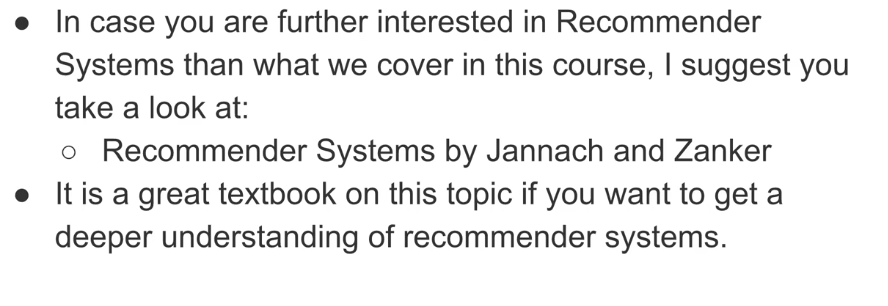 ● In case you are further interested in Recommender
Systems than what we cover in this course, I suggest you
take a look at:
○ Recommender Systems by Jannach and Zanker
● It is a great textbook on this topic if you want to get a
deeper understanding of recommender systems.